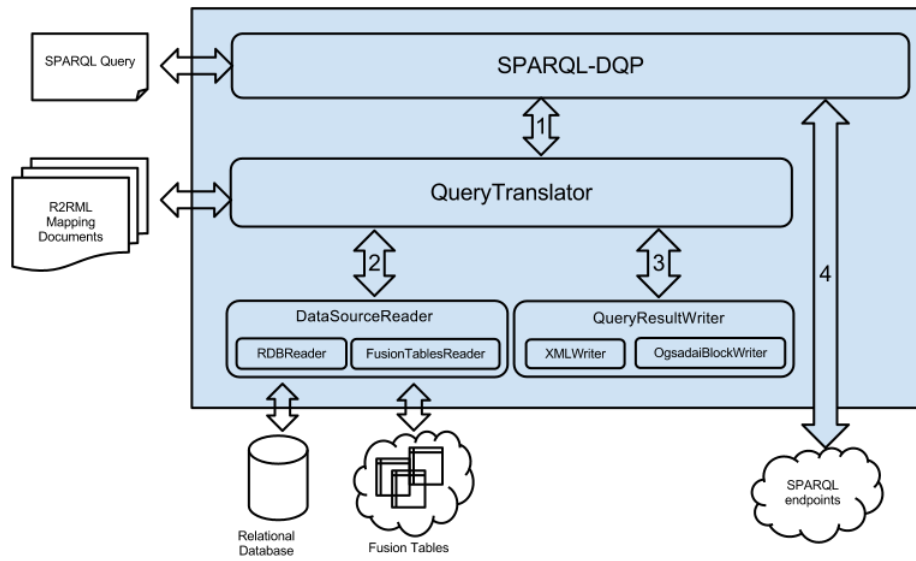 SPARQL Query
SPARQL-DQP
1
R2RML
Mapping
Documents
QueryTranslator
2
3
4
DataSourceReader
RDBReader
FusionTablesReader
QueryResultWriter
XMLWriter
OgsadaiBlockWriter
Relational
Database
Fusion Tables
SPARQL
endpoints